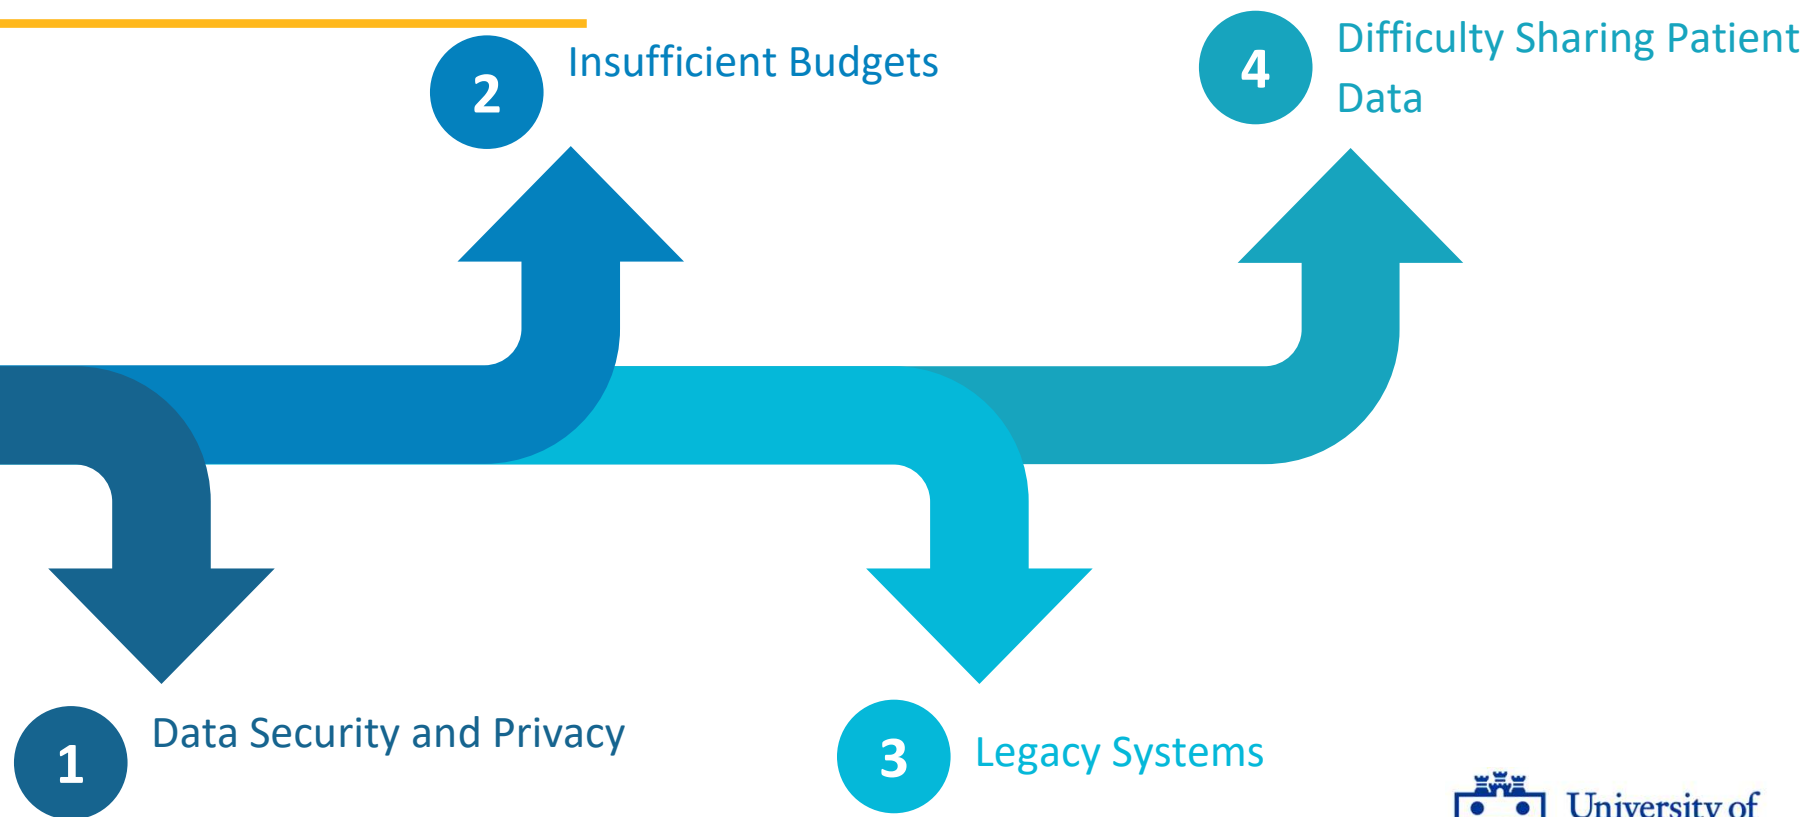 1
Data Security and Privacy
2
Insufficient Budgets
3
Legacy Systems
4
Difficulty Sharing Patient
Data
University of